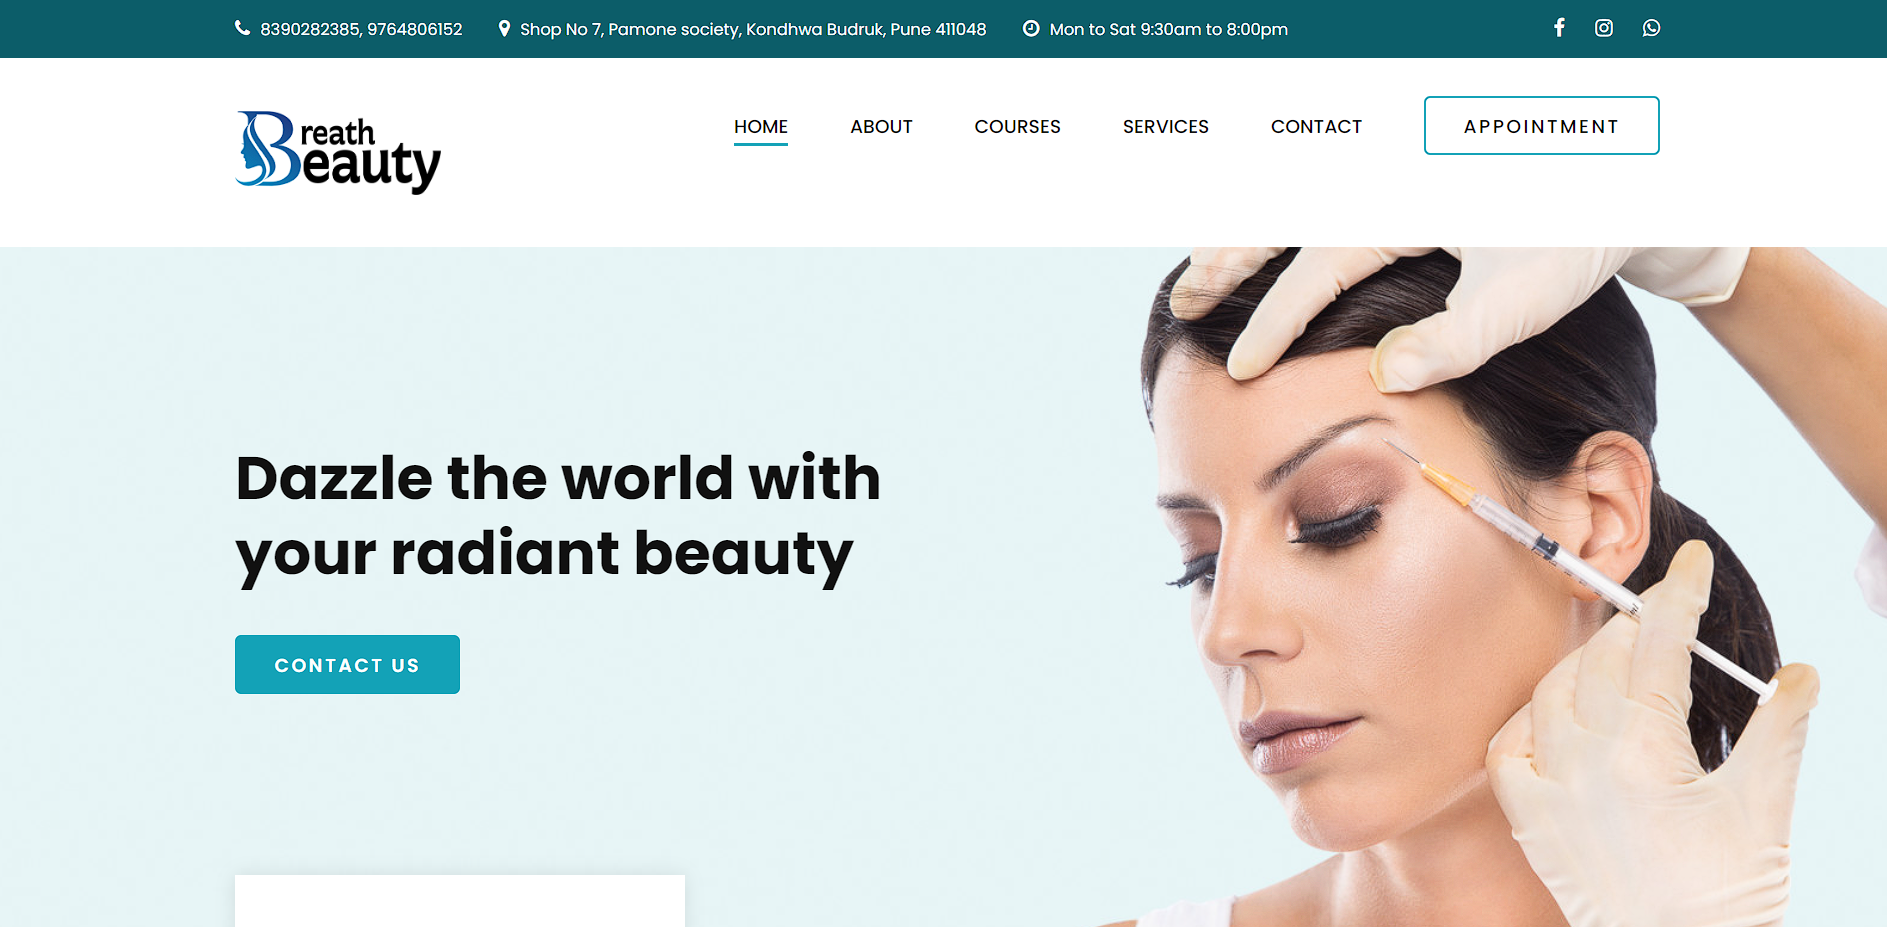 8390282385, 9764806152
Shop No 7, Pamone society, Kondhwa Budruk, Pune 411048
Mon to Sat 9:30am to 8:00pm
Breath
Beauty
HOME
ABOUT
COURSES
SERVICES
CONTACT
APPOINTMENT
Dazzle the world with
your radiant beauty
CONTACT US